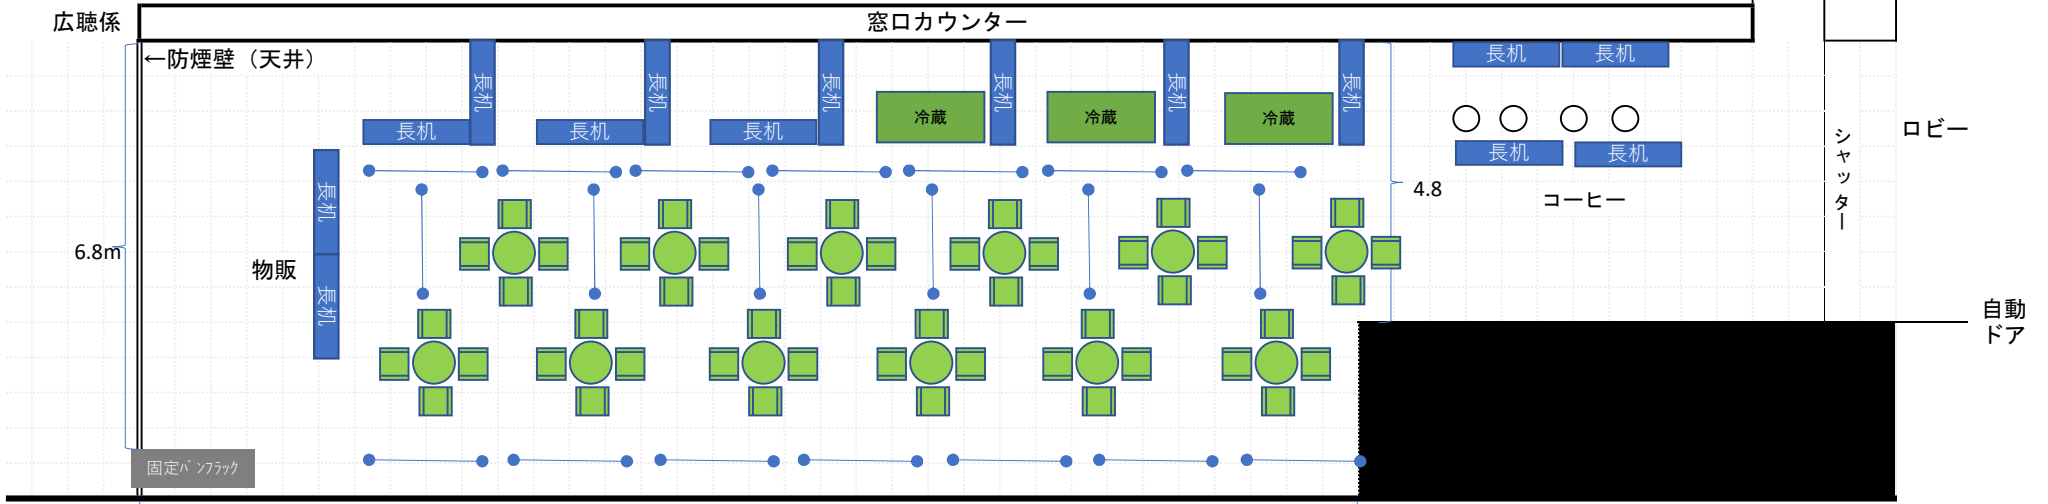 広聴係
窓口カウンター
←防煙壁（天井）
長机
長机
長机
長机
長机
長机
長机
長机
冷蔵
冷蔵
冷蔵
長机
長机
長机
長机
長机
ロビー
シャッター
長机
4.8
コーヒー
6.8m
物販
長机
自動
ドア
固定ﾊﾟﾝﾌﾗｯｸ